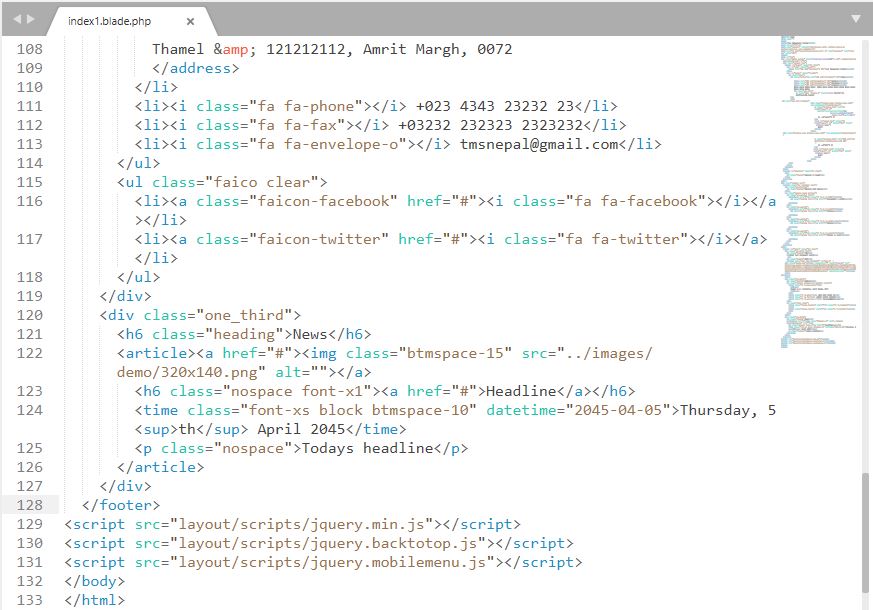 index1.blade.php ×
108 Thamel &amp; 121212112, Amrit Margh, 0072
109 </address>
110 </li>
111 <li><i class="fa fa-phone"></i> +023 4343 23232 23</li>
112 <li><i class="fa fa-fax"></i> +03232 232323 2323232</li>
113 <li><i class="fa fa-envelope-o"></i> tmsnepal@gmail.com</li>
114 </ul>
115 <ul class="faico clear">
116 <li><a class="faicon-facebook" href="#"><i class="fa fa-facebook"></i></a
></li>
117 <li><a class="faicon-twitter" href="#"><i class="fa fa-twitter"></i></a>
</li>
118 </ul>
119 </div>
120 <div class="one_third">
121 <h6 class="heading">News</h6>
122 <article><a href="#"><img class="btmspace-15" src="../images/
demo/320x140.png" alt=""></a>
123 <h6 class="nospace font-x1"><a href="#">Headline</a></h6>
124 <time class="font-xs block btmspace-10" datetime="2045-04-05">Thursday, 5
<sup>th</sup> April 2045</time>
125 <p class="nospace">Todays headline</p>
126 </article>
127 </div>
128 </footer>
129 <script src="layout/scripts/jquery.min.js"></script>
130 <script src="layout/scripts/jquery.backtotop.js"></script>
131 <script src="layout/scripts/jquery.mobilemenu.js"></script>
132 </body>
133 </html>